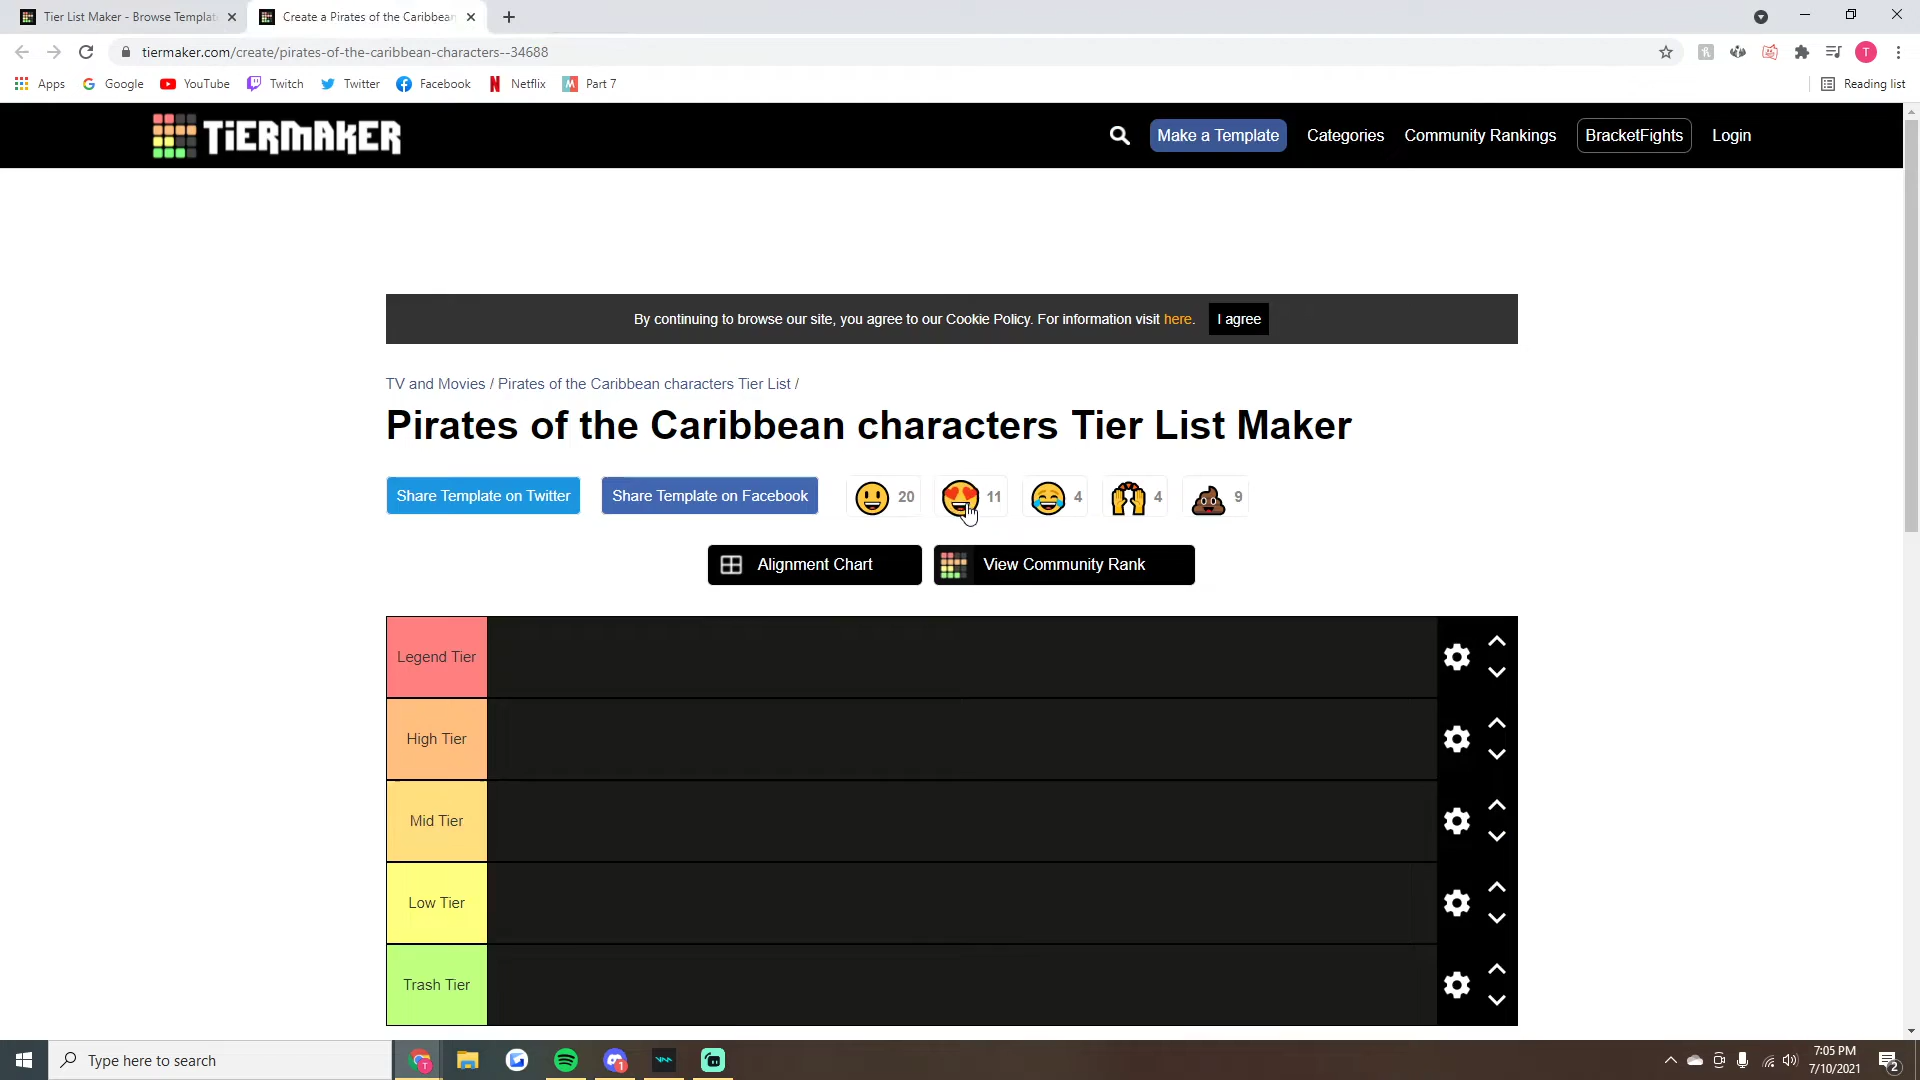 Tier List Maker - Browse Templat
Create a Pirates of the Caribbean
tiermaker.com/create/pirates-of-the-caribbean-characters--34688
T
Apps
Google
YouTube
Twitch
Twitter
Facebook
Netflix
Part 7
Reading list
TiERMAKER
Make a Template
Categories
Community Rankings
BracketFights
Login
By continuing to browse our site, you agree to our Cookie Policy. For information visit here.
I agree
TV and Movies / Pirates of the Caribbean characters Tier List /
Pirates of the Caribbean characters Tier List Maker
Share Template on Twitter
Share Template on Facebook
20
11
4
4
9
Alignment Chart
View Community Rank
Legend Tier
High Tier
Mid Tier
Low Tier
Trash Tier
Type here to search
T
1
7:05 PM
7/10/2021
2